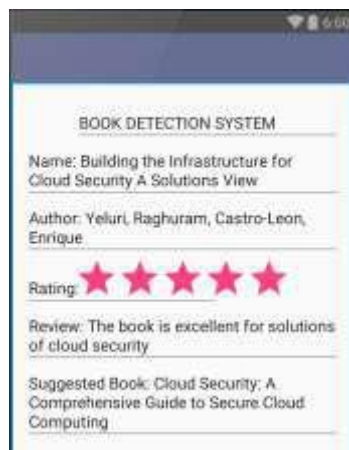 6:00
BOOK DETECTION SYSTEM
Name: Building the Infrastructure for
Cloud Security A Solutions View
Author: Yeluri, Raghuram, Castro-Leon,
Enrique
Rating:
Review: The book is excellent for solutions
of cloud security
Suggested Book: Cloud Security: A
Comprehensive Guide to Secure Cloud
Computing